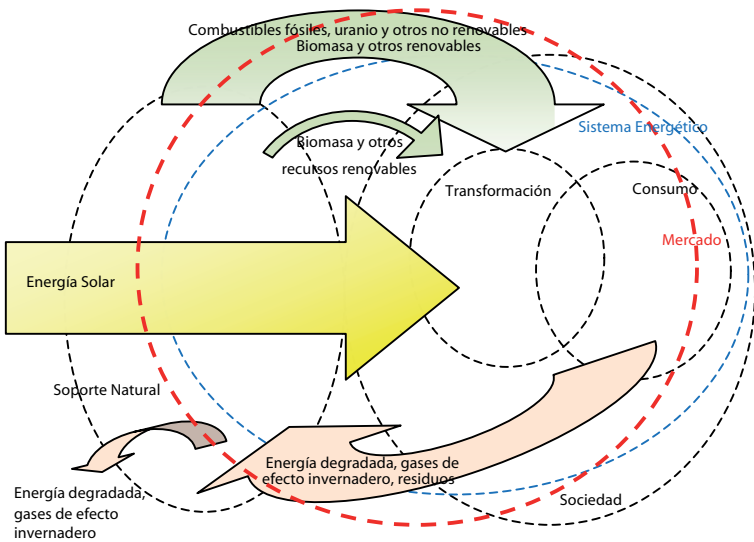 Combustibles fósiles, uranio y otros no renovables
Biomasa y otros renovables
Sistema Energético
Biomasa y otros
recursos renovables
Transformación
Consumo
Mercado
Energía Solar
Soporte Natural
Energía degradada, gases de
efecto invernadero, residuos
Energía degradada,
gases de efecto
invernadero
Sociedad